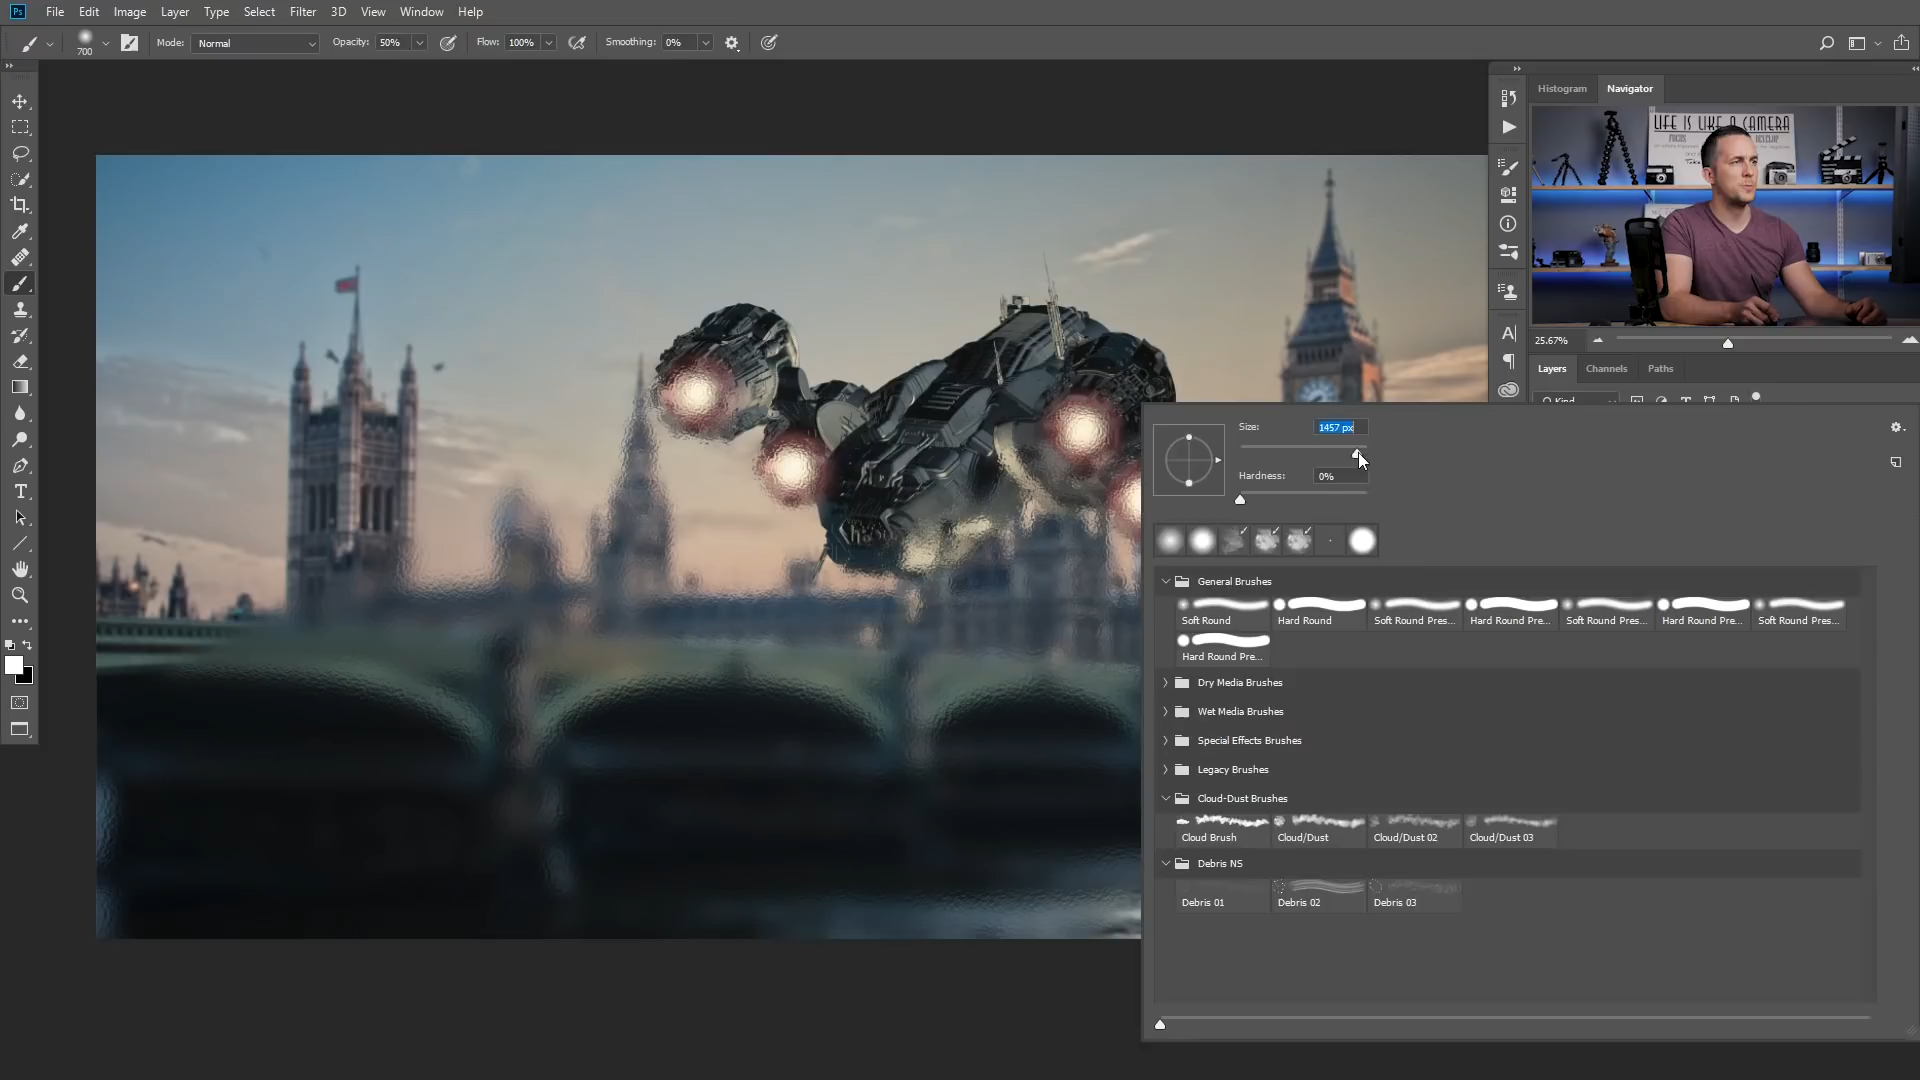 Ps File Edit Image Layer Type Select Filter 3D View Window Help
700 Mode: Normal Opacity: 50% Flow: 100% Smoothing: 0%
Histogram Navigator
LIFE IS LIKE A CAMERA
FOCUS
DEVELOP
25.67%
Layers Channels Paths
Kind
Size: 1457 px
Hardness: 0%
General Brushes
Soft Round Hard Round Soft Round Pres... Hard Round Pre... Soft Round Pres... Hard Round Pre... Soft Round Pres...
Hard Round Pre...
Dry Media Brushes
Wet Media Brushes
Special Effects Brushes
Legacy Brushes
Cloud-Dust Brushes
Cloud Brush Cloud/Dust Cloud/Dust 02 Cloud/Dust 03
Debris NS
Debris 01 Debris 02 Debris 03